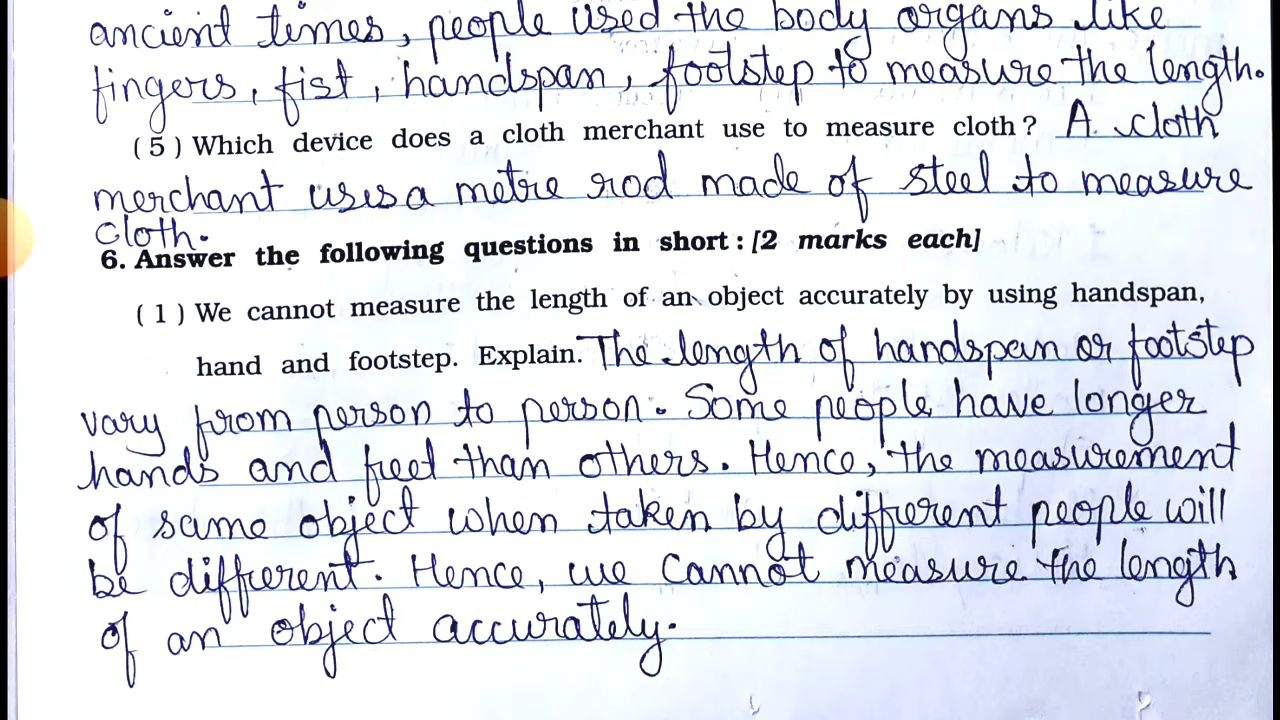 ancient times, people used the body organs like
fingers, fist, handspan, footstep to measure the length.
(5) Which device does a cloth merchant use to measure cloth? A cloth
merchant uses a metre rod made of steel to measure
cloth.
6. Answer the following questions in short: [2 marks each]
(1) We cannot measure the length of an object accurately by using handspan,
hand and footstep. Explain. The length of handspan or footstep
vary from person to person. Some people have longer
hands and feet than others. Hence, the measurement
of same object when taken by different people will
be different. Hence, we cannot measure the length
of an object accurately.